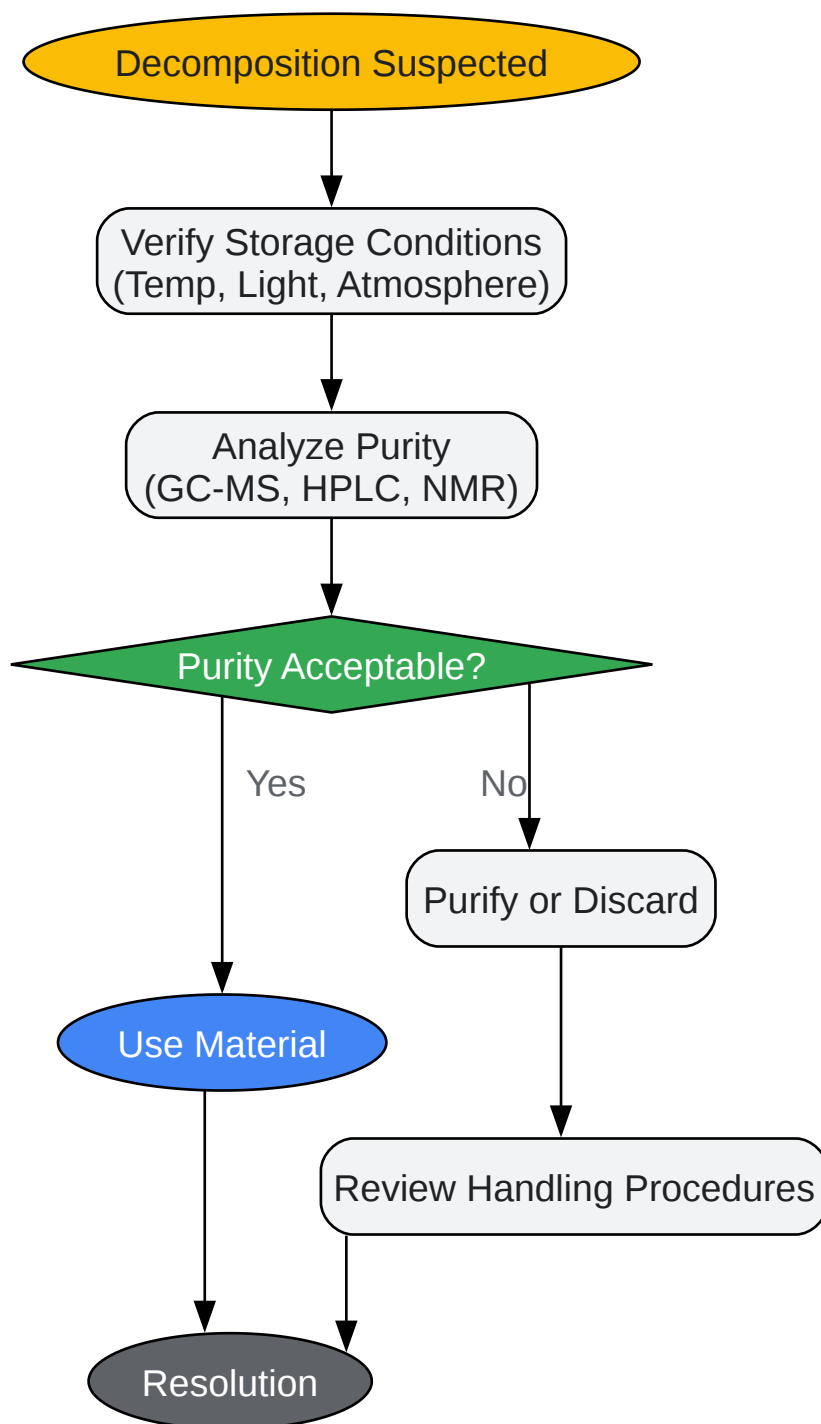 Decomposition Suspected
Verify Storage Conditions
(Temp, Light, Atmosphere)
Analyze Purity
(GC-MS, HPLC, NMR)
Purity Acceptable?
Yes
No
Purify or Discard
Use Material
Review Handling Procedures
Resolution